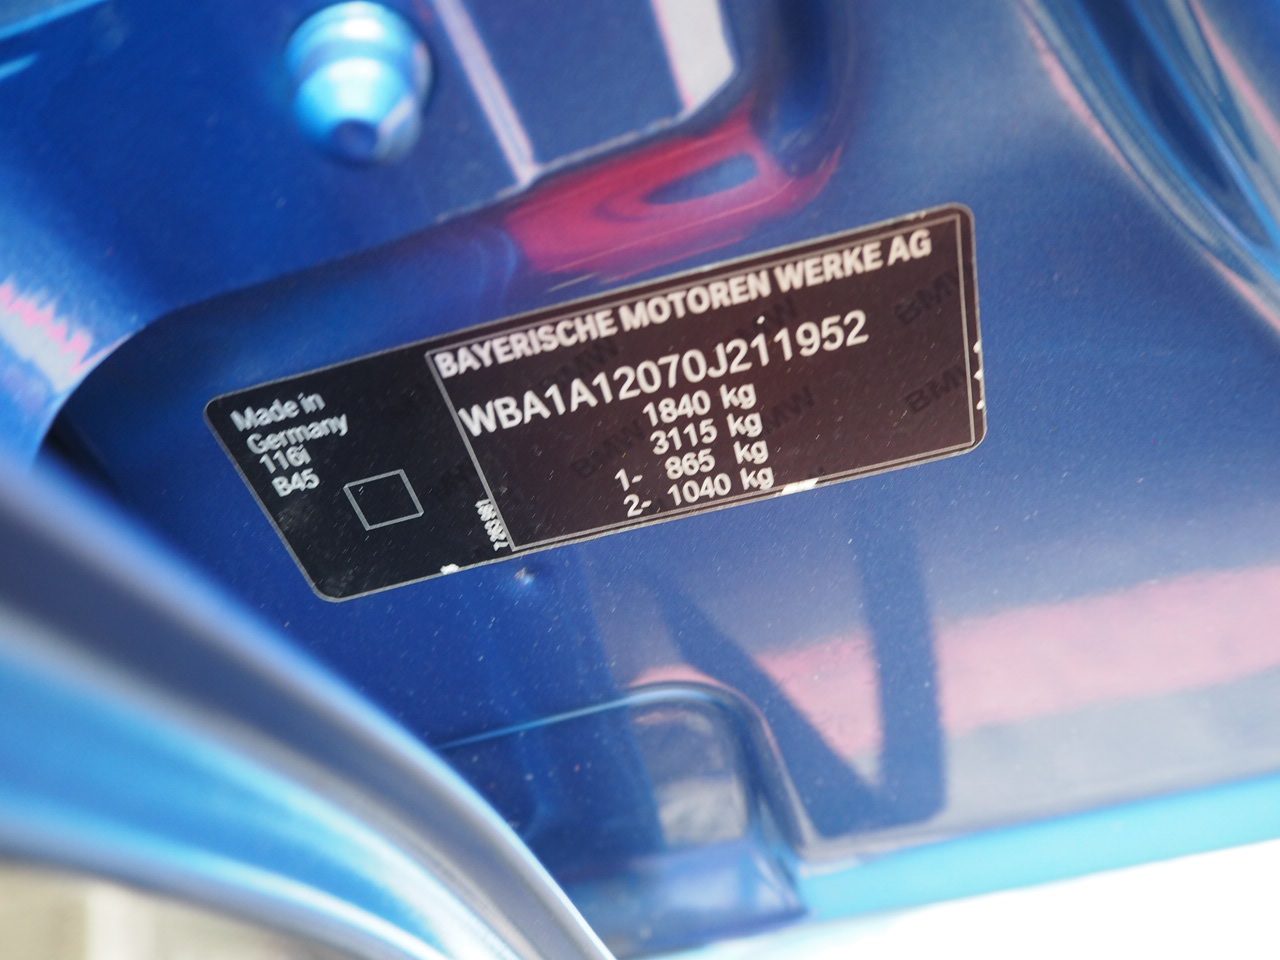 BAYERISCHE MOTOREN WERKE AG
WBA1A12070J211952
1840 kg
3115 kg
1- 865 kg
2- 1040 kg
Made in
Germany
116i
B45